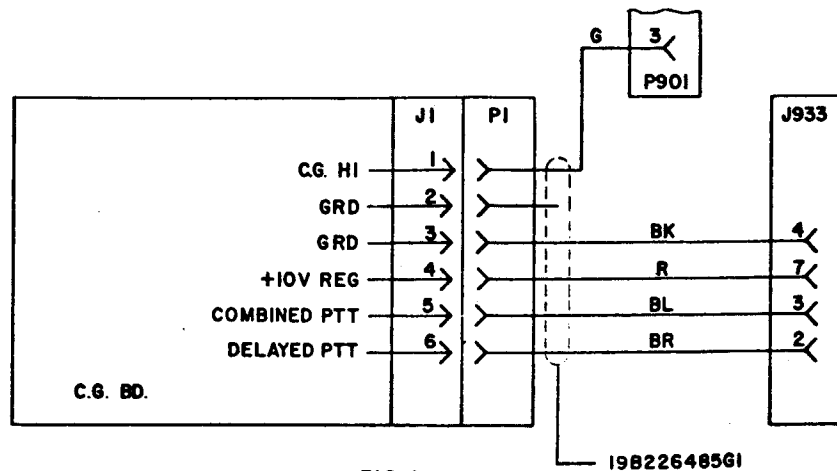 G
3
P901
J1
P1
J933
C.G. HI
1
GRD
2
GRD
3
BK
4
+10V REG
4
R
7
COMBINED PTT
5
BL
3
DELAYED PTT
6
BR
2
C.G. BD.
19B226485G1